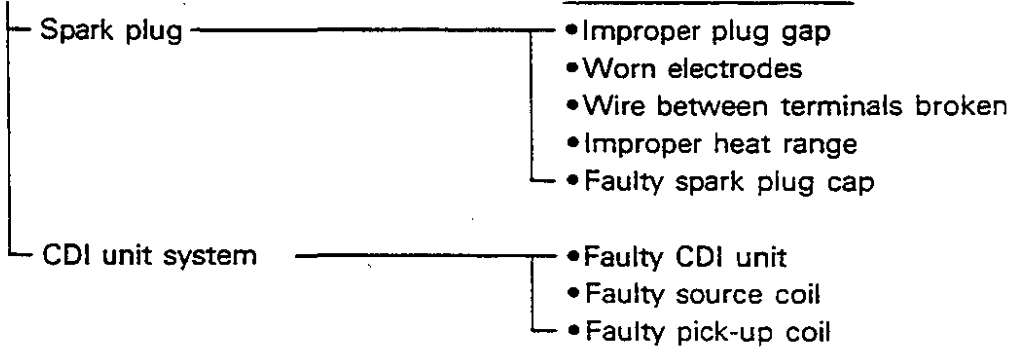 Spark plug • Improper plug gap
• Worn electrodes
• Wire between terminals broken
• Improper heat range
• Faulty spark plug cap
CDI unit system • Faulty CDI unit
• Faulty source coil
• Faulty pick-up coil